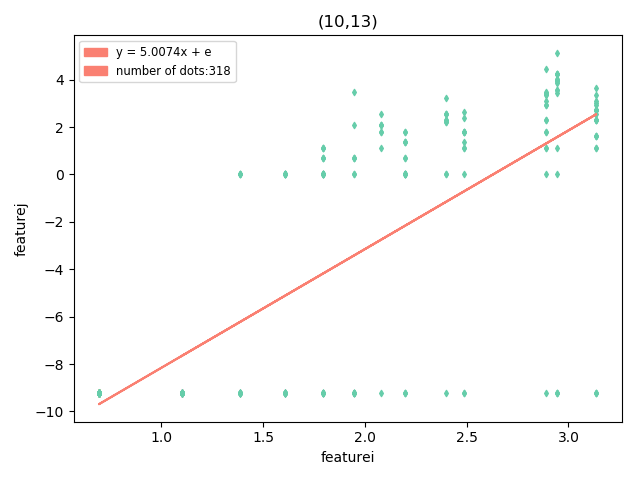 (10,13)
y = 5.0074x + e
number of dots:318
4
2
0
−2
−4
−6
−8
−10
featurej
1.0 1.5 2.0 2.5 3.0
featurei